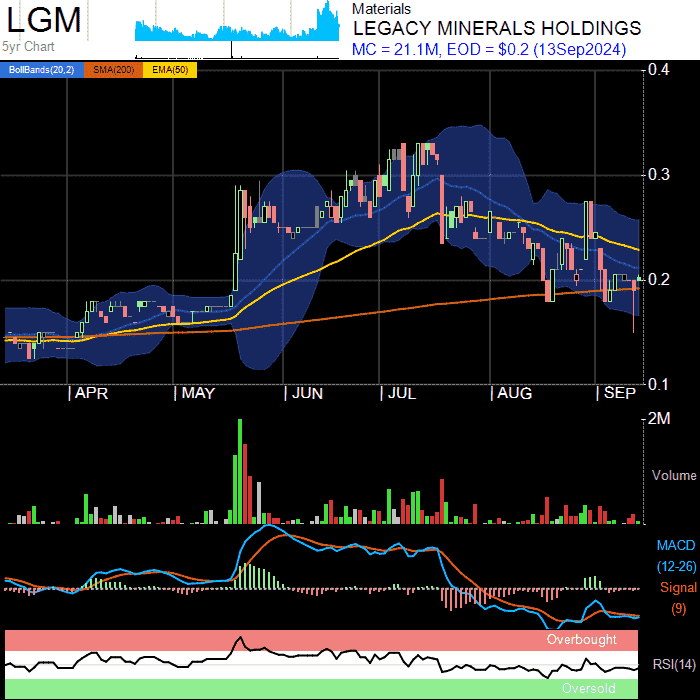 LGM
5yr Chart
Materials
LEGACY MINERALS HOLDINGS
MC = 21.1M, EOD = $0.2 (13Sep2024)
BollBands(20,2) SMA(200) EMA(50)
0.4
0.3
0.2
0.1
APR MAY JUN JUL AUG SEP
2M
Volume
MACD
(12-26)
Signal
(9)
Overbought
RSI(14)
Oversold